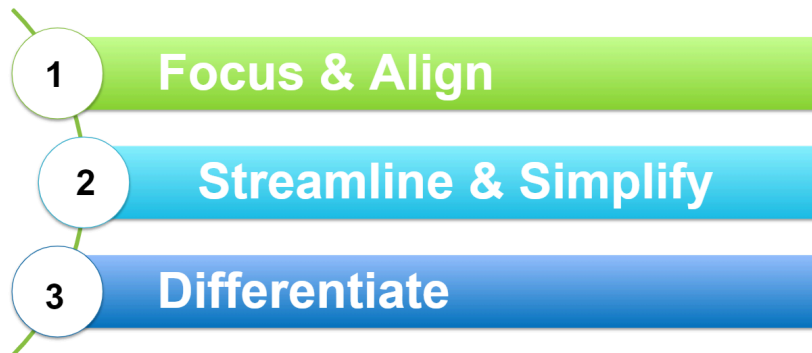 1 Focus & Align
2 Streamline & Simplify
3 Differentiate